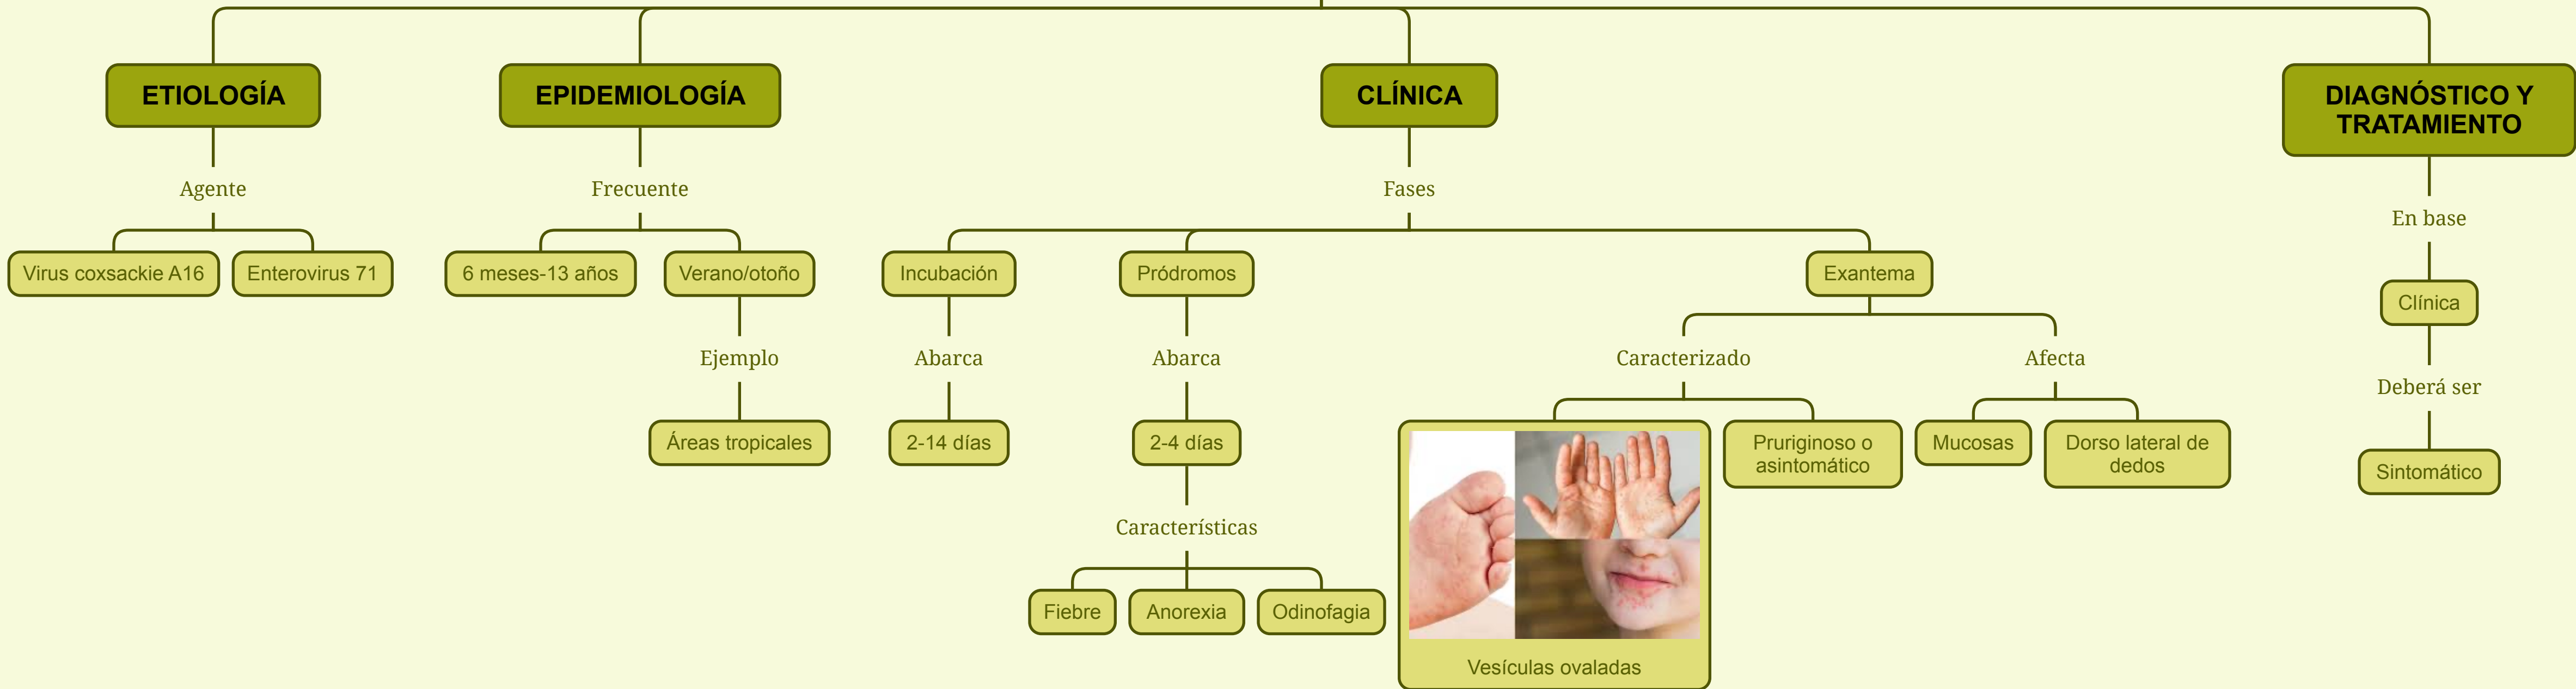 ETIOLOGÍA
EPIDEMIOLOGÍA
CLÍNICA
DIAGNÓSTICO Y
TRATAMIENTO
Agente
Frecuente
Fases
En base
Virus coxsackie A16
Enterovirus 71
6 meses-13 años
Verano/otoño
Incubación
Pródromos
Exantema
Clínica
Ejemplo
Abarca
Abarca
Caracterizado
Afecta
Deberá ser
Áreas tropicales
2-14 días
2-4 días
Pruriginoso o
asintomático
Mucosas
Dorso lateral de
dedos
Sintomático
Características
Fiebre
Anorexia
Odinofagia
Vesículas ovaladas